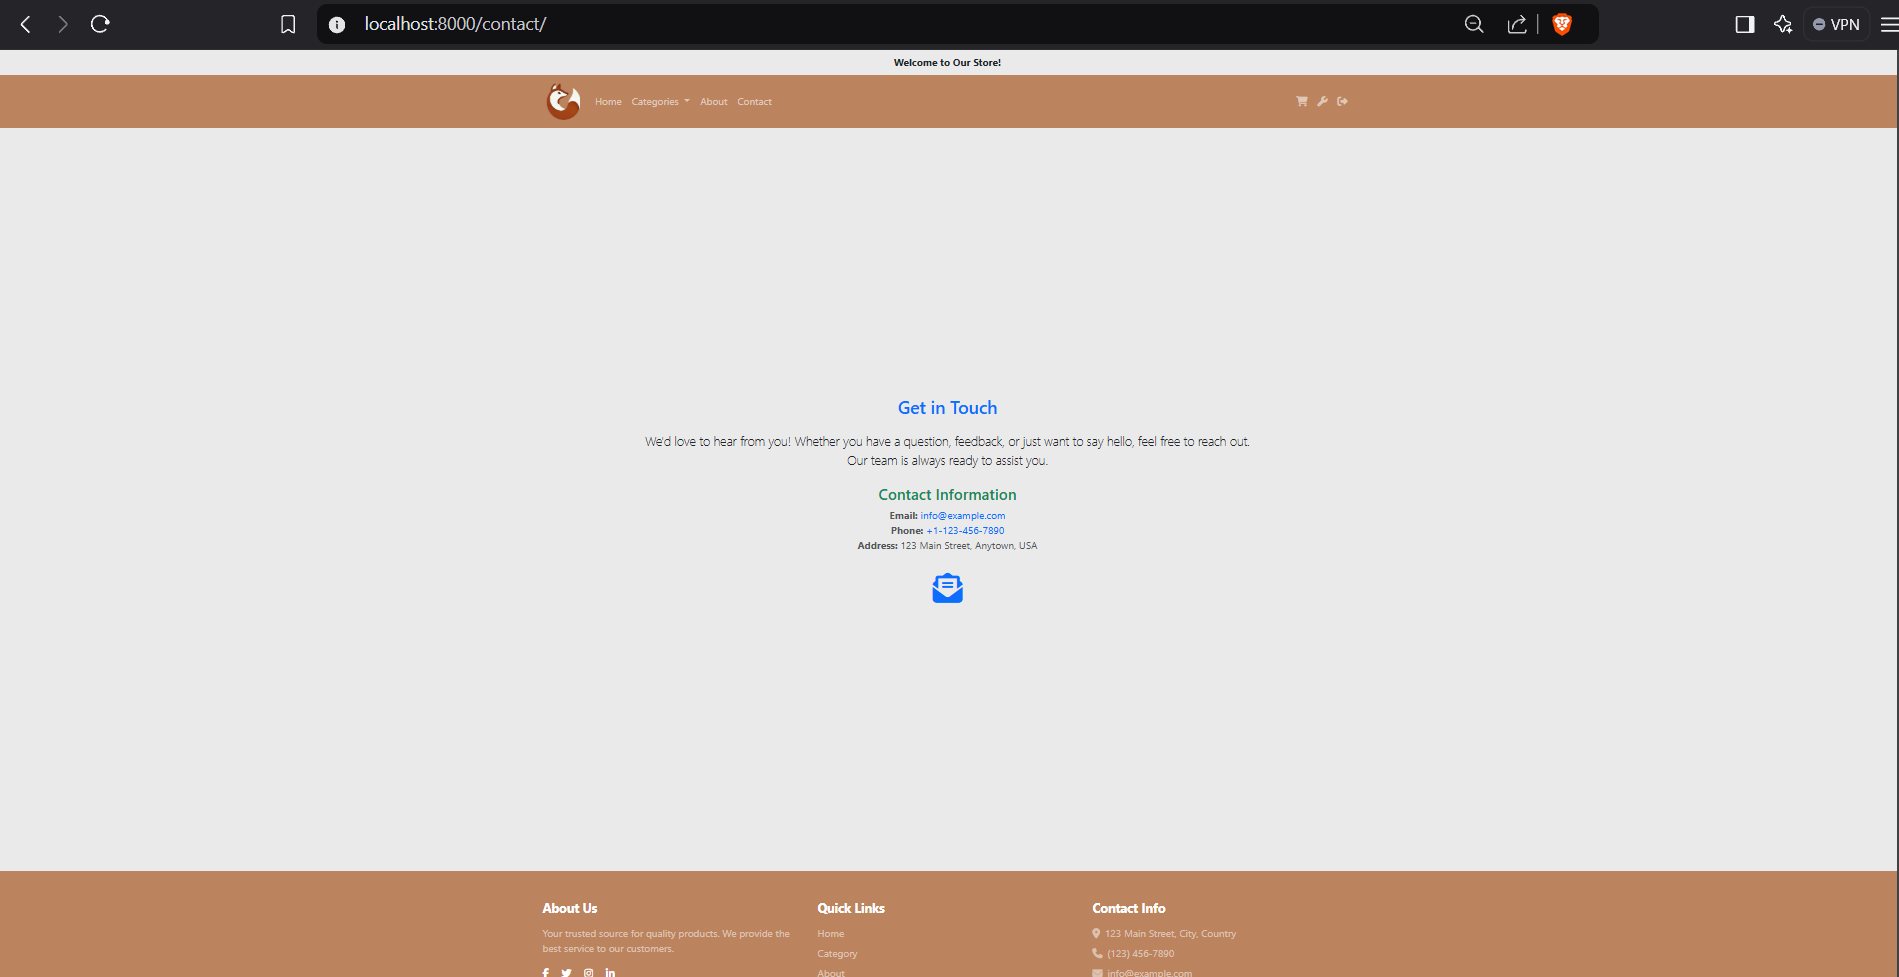 localhost:8000/contact/
VPN
Welcome to Our Store!
Home Categories About Contact
Get in Touch
We'd love to hear from you! Whether you have a question, feedback, or just want to say hello, feel free to reach out.
Our team is always ready to assist you.
Contact Information
Email: info@example.com
Phone: +1-123-456-7890
Address: 123 Main Street, Anytown, USA
About Us
Your trusted source for quality products. We provide the
best service to our customers.
Quick Links
Home
Category
About
Contact Info
123 Main Street, City, Country
(123) 456-7890
info@example.com